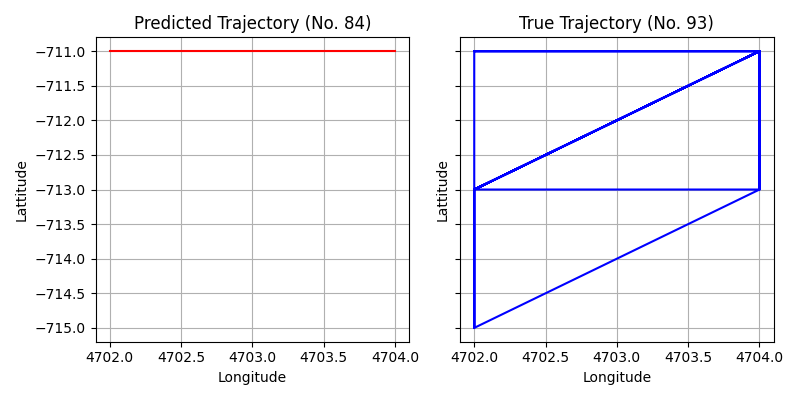 Predicted Trajectory (No. 84)
True Trajectory (No. 93)
−711.0
−711.5
−712.0
−712.5
−713.0
−713.5
−714.0
−714.5
−715.0
Lattitude
Lattitude
4702.0 4702.5 4703.0 4703.5 4704.0
4702.0 4702.5 4703.0 4703.5 4704.0
Longitude
Longitude